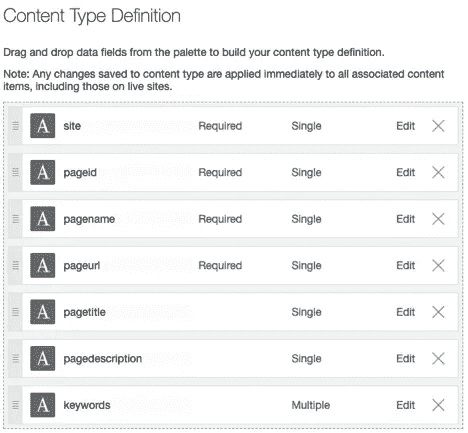 Content Type Definition
Drag and drop data fields from the palette to build your content type definition.
Note: Any changes saved to content type are applied immediately to all associated content
items, including those on live sites.
A site Required Single Edit
A pageid Required Single Edit
A pagename Required Single Edit
A pageurl Required Single Edit
A pagetitle Single Edit
A pagedescription Single Edit
A keywords Multiple Edit